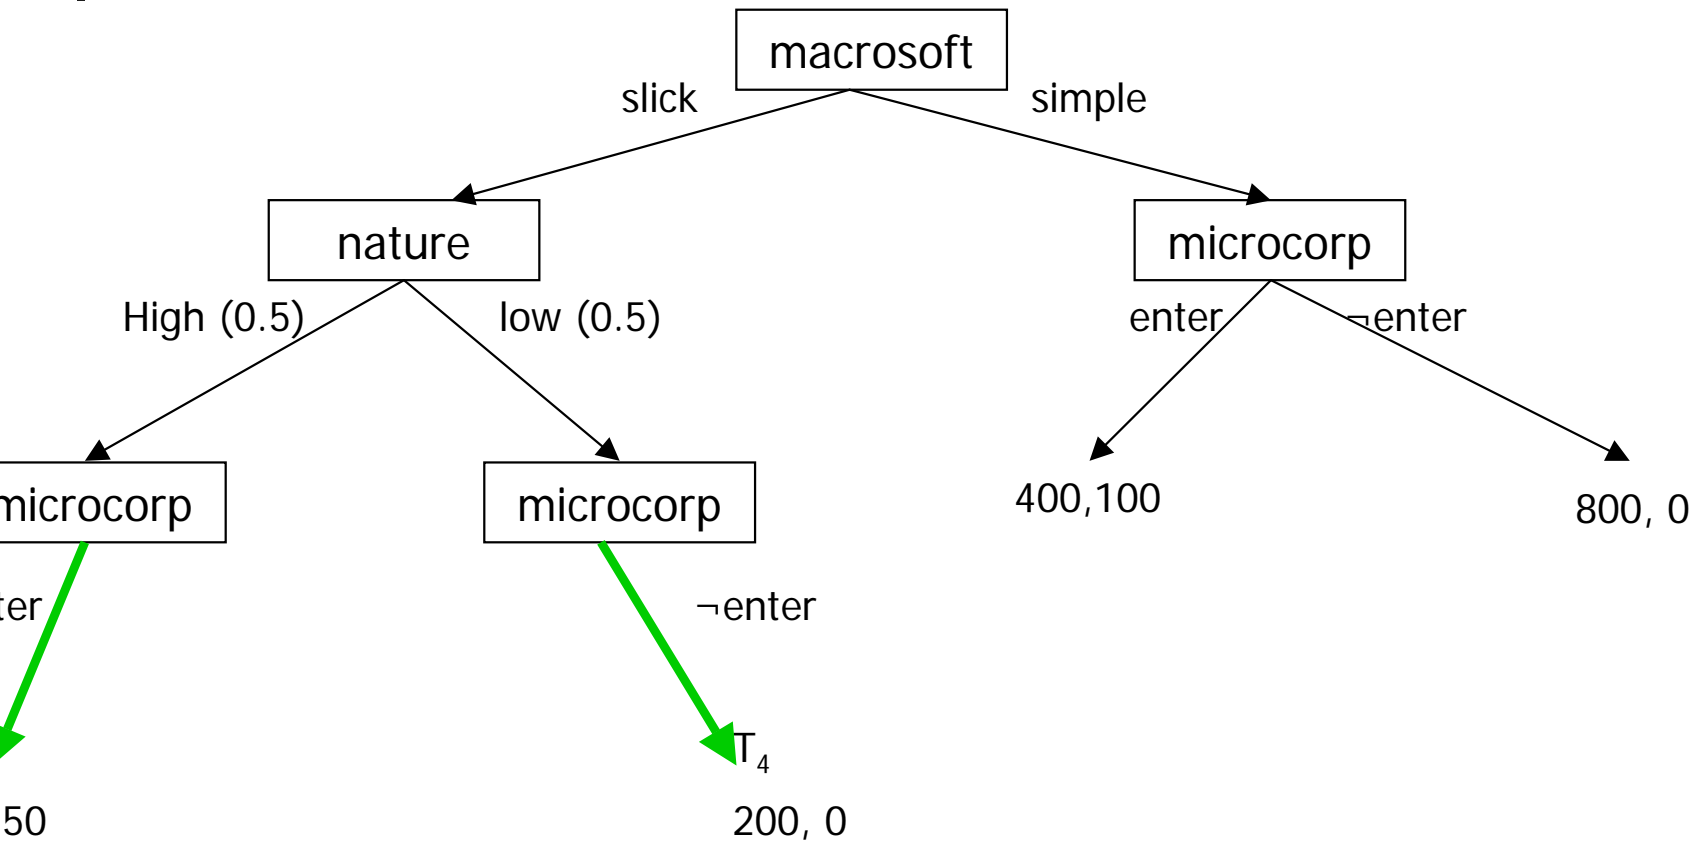 macrosoft
slick
simple
nature
microcorp
High (0.5)
low (0.5)
enter
¬enter
microcorp
microcorp
400,100
800, 0
ter
¬enter
T4
50
200, 0